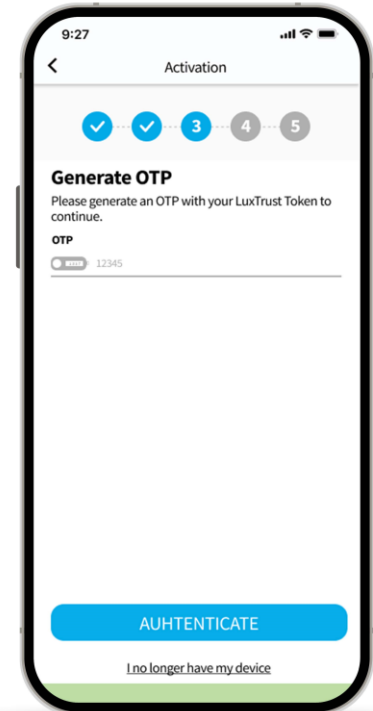 9:27
Activation
3 4 5
Generate OTP
Please generate an OTP with your LuxTrust Token to
continue.
OTP
12345
AUHTENTICATE
I no longer have my device